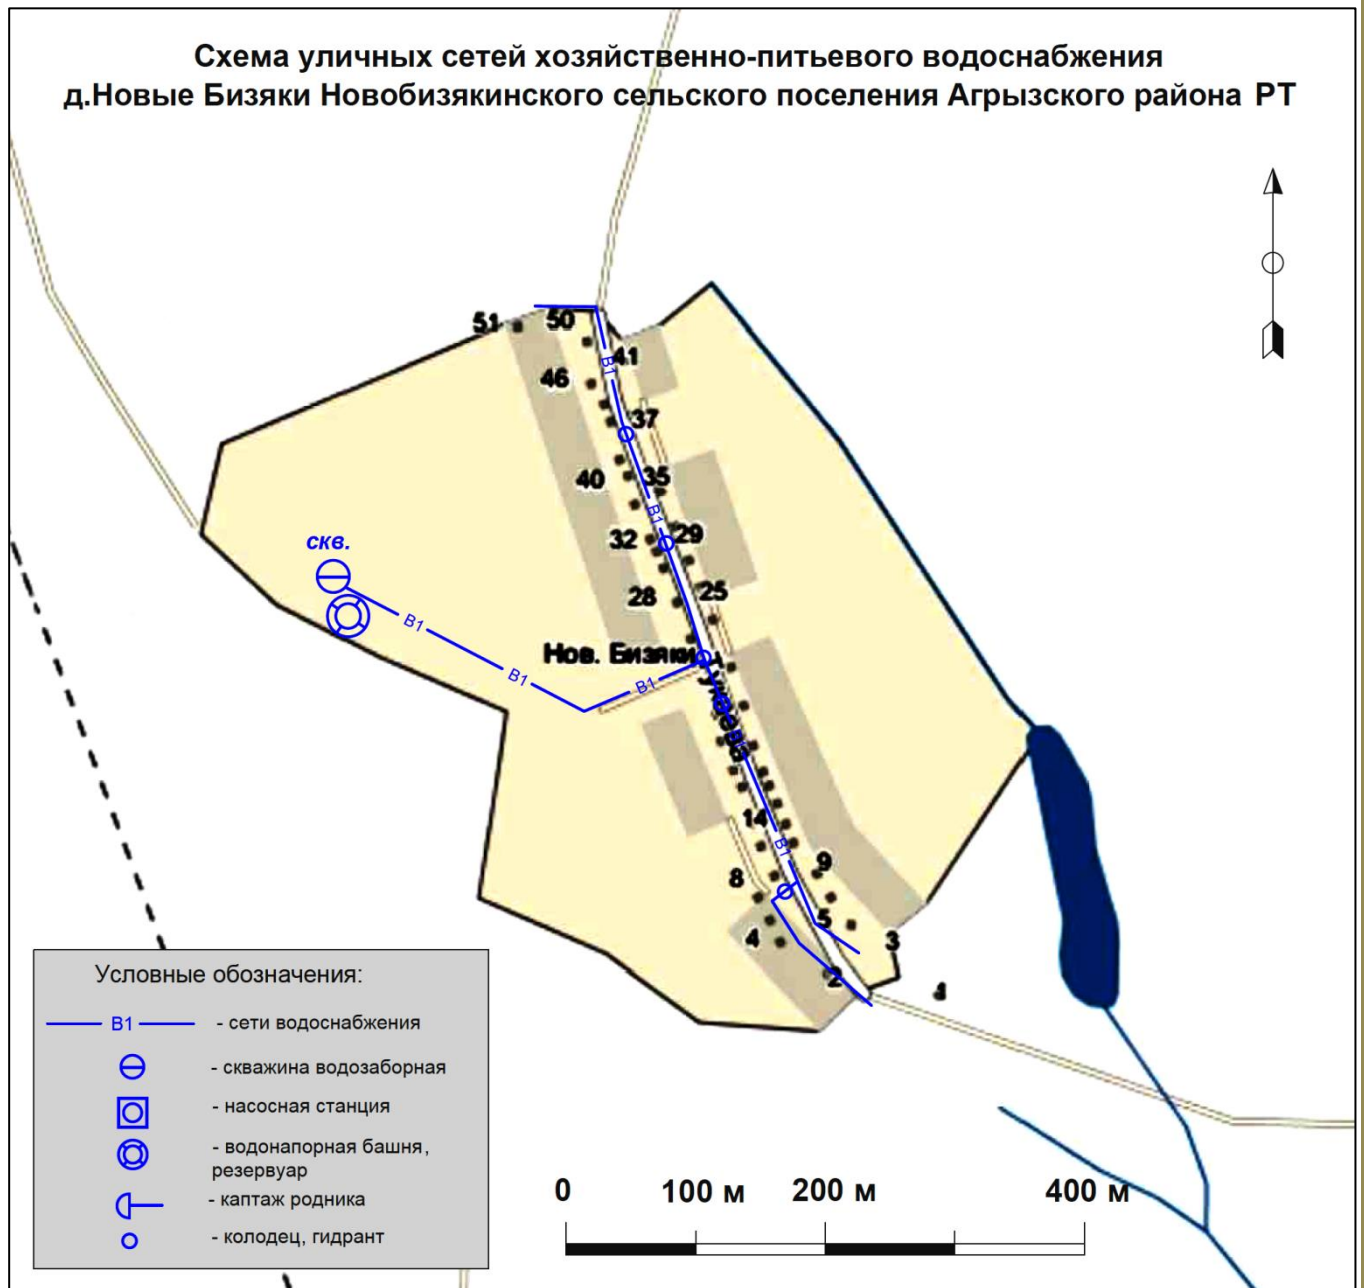 Схема уличных сетей хозяйственно-питьевого водоснабжения
д.Новые Бизяки Новобизякинского сельского поселения Агрызского района РТ
51
50
41
46
37
40
35
32
29
28
25
скв.
Нов. Бизяки
14
9
8
5
4
3
2
1
В1
В1
В1
В1
В1
В1
В1
Условные обозначения:
В1 - сети водоснабжения
- скважина водозаборная
- насосная станция
- водонапорная башня,
резервуар
- каптаж родника
- колодец, гидрант
0 100 м 200 м 400 м